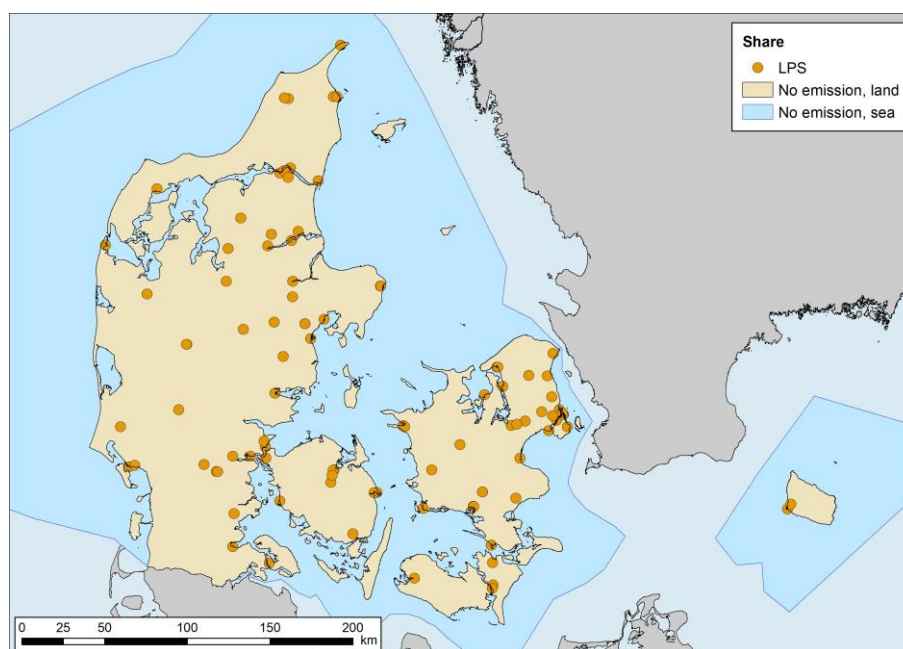 Share
LPS
No emission, land
No emission, sea
0 25 50 100 150 200
km